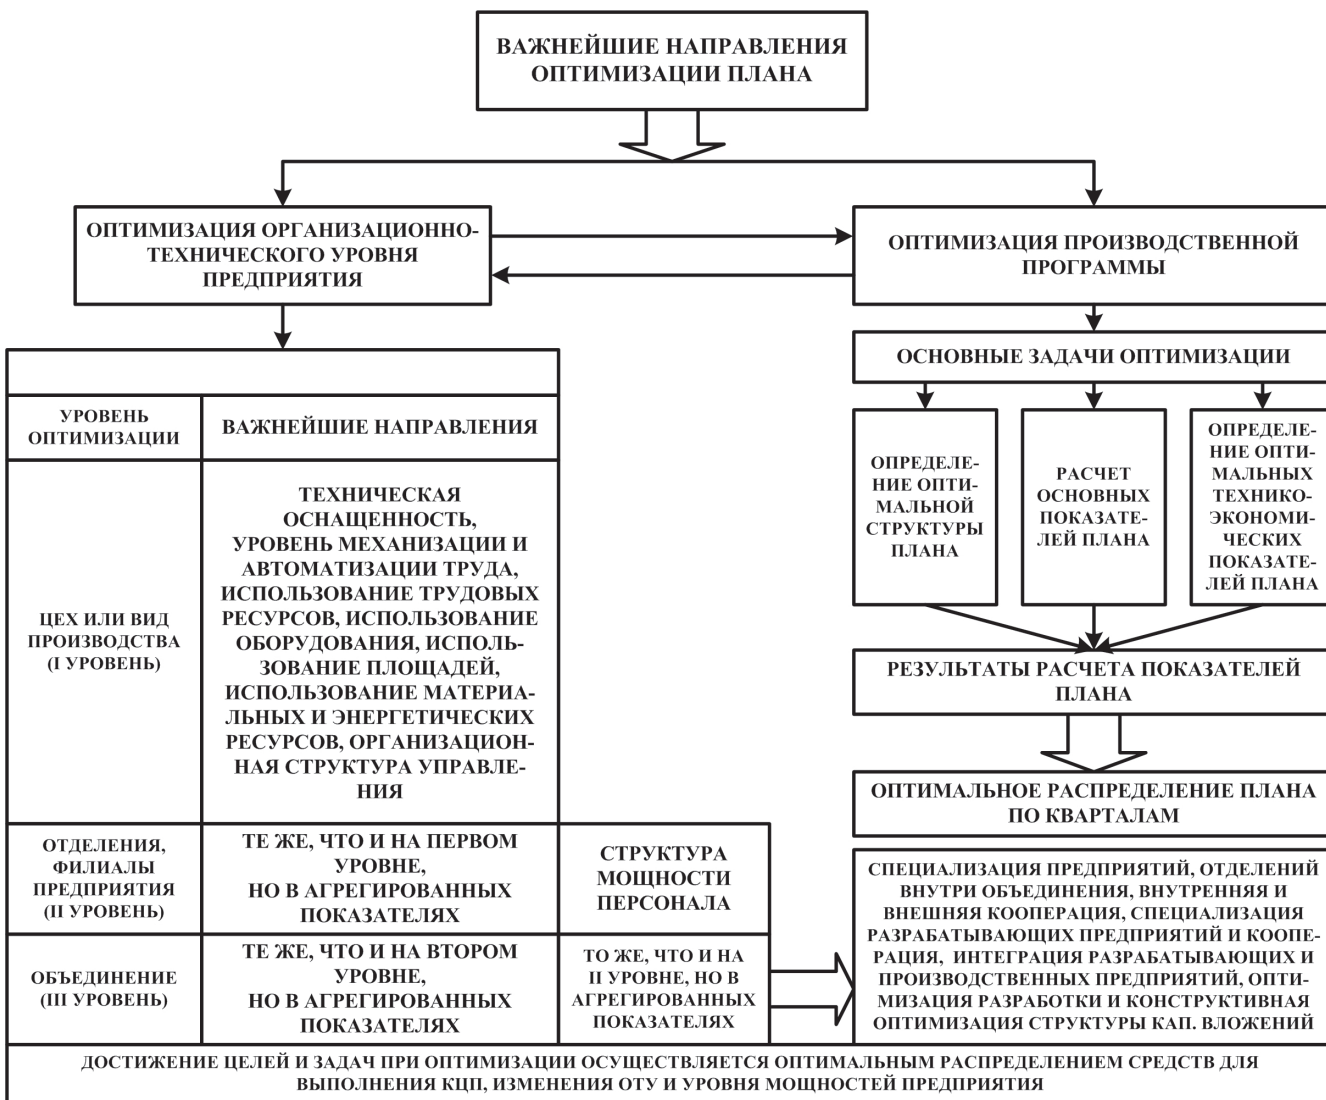 ВАЖНЕЙШИЕ НАПРАВЛЕНИЯ
ОПТИМИЗАЦИИ ПЛАНА
ОПТИМИЗАЦИЯ ОРГАНИЗАЦИОННО-
ТЕХНИЧЕСКОГО УРОВНЯ
ПРЕДПРИЯТИЯ
ОПТИМИЗАЦИЯ ПРОИЗВОДСТВЕННОЙ
ПРОГРАММЫ
ОСНОВНЫЕ ЗАДАЧИ ОПТИМИЗАЦИИ
УРОВЕНЬ
ОПТИМИЗАЦИИ
ВАЖНЕЙШИЕ НАПРАВЛЕНИЯ
ЦЕХ ИЛИ ВИД
ПРОИЗВОДСТВА
(I УРОВЕНЬ)
ТЕХНИЧЕСКАЯ
ОСНАЩЕННОСТЬ,
УРОВЕНЬ МЕХАНИЗАЦИИ И
АВТОМАТИЗАЦИИ ТРУДА,
ИСПОЛЬЗОВАНИЕ ТРУДОВЫХ
РЕСУРСОВ, ИСПОЛЬЗОВАНИЕ
ОБОРУДОВАНИЯ, ИСПОЛЬ-
ЗОВАНИЕ ПЛОЩАДЕЙ,
ИСПОЛЬЗОВАНИЕ МАТЕРИА-
ЛЬНЫХ И ЭНЕРГЕТИЧЕСКИХ
РЕСУРСОВ, ОРГАНИЗАЦИОН-
НАЯ СТРУКТУРА УПРАВЛЕ-
НИЯ
ОТДЕЛЕНИЯ,
ФИЛИАЛЫ
ПРЕДПРИЯТИЯ
(II УРОВЕНЬ)
ТЕ ЖЕ, ЧТО И НА ПЕРВОМ
УРОВНЕ,
НО В АГРЕГИРОВАННЫХ
ПОКАЗАТЕЛЯХ
СТРУКТУРА
МОЩНОСТИ
ПЕРСОНАЛА
ОБЪЕДИНЕНИЕ
(III УРОВЕНЬ)
ТЕ ЖЕ, ЧТО И НА ВТОРОМ
УРОВНЕ,
НО В АГРЕГИРОВАННЫХ
ПОКАЗАТЕЛЯХ
ТО ЖЕ, ЧТО И НА
II УРОВНЕ, НО В
АГРЕГИРОВАННЫХ
ПОКАЗАТЕЛЯХ
ОПРЕДЕЛЕ-
НИЕ ОПТИ-
МАЛЬНОЙ
СТРУКТУРЫ
ПЛАНА
РАСЧЕТ
ОСНОВНЫХ
ПОКАЗАТЕ-
ЛЕЙ ПЛАНА
ОПРЕДЕЛЕ-
НИЕ ОПТИ-
МАЛЬНЫХ
ТЕХНИКО-
ЭКОНОМИ-
ЧЕСКИХ
ПОКАЗАТЕ-
ЛЕЙ ПЛАНА
РЕЗУЛЬТАТЫ РАСЧЕТА ПОКАЗАТЕЛЕЙ
ПЛАНА
ОПТИМАЛЬНОЕ РАСПРЕДЕЛЕНИЕ ПЛАНА
ПО КВАРТАЛАМ
СПЕЦИАЛИЗАЦИЯ ПРЕДПРИЯТИЙ, ОТДЕЛЕНИЙ
ВНУТРИ ОБЪЕДИНЕНИЯ, ВНУТРЕННЯЯ И
ВНЕШНЯЯ КООПЕРАЦИЯ, СПЕЦИАЛИЗАЦИЯ
РАЗРАБАТЫВАЮЩИХ ПРЕДПРИЯТИЙ И КООПЕ-
РАЦИЯ, ИНТЕГРАЦИЯ РАЗРАБАТЫВАЮЩИХ И
ПРОИЗВОДСТВЕННЫХ ПРЕДПРИЯТИЙ, ОПТИ-
МИЗАЦИЯ РАЗРАБОТКИ И КОНСТРУКТИВНАЯ
ОПТИМИЗАЦИЯ СТРУКТУРЫ КАП. ВЛОЖЕНИЙ
ДОСТИЖЕНИЕ ЦЕЛЕЙ И ЗАДАЧ ПРИ ОПТИМИЗАЦИИ ОСУЩЕСТВЛЯЕТСЯ ОПТИМАЛЬНЫМ РАСПРЕДЕЛЕНИЕМ СРЕДСТВ ДЛЯ
ВЫПОЛНЕНИЯ КЦП, ИЗМЕНЕНИЯ ОТУ И УРОВНЯ МОЩНОСТЕЙ ПРЕДПРИЯТИЯ